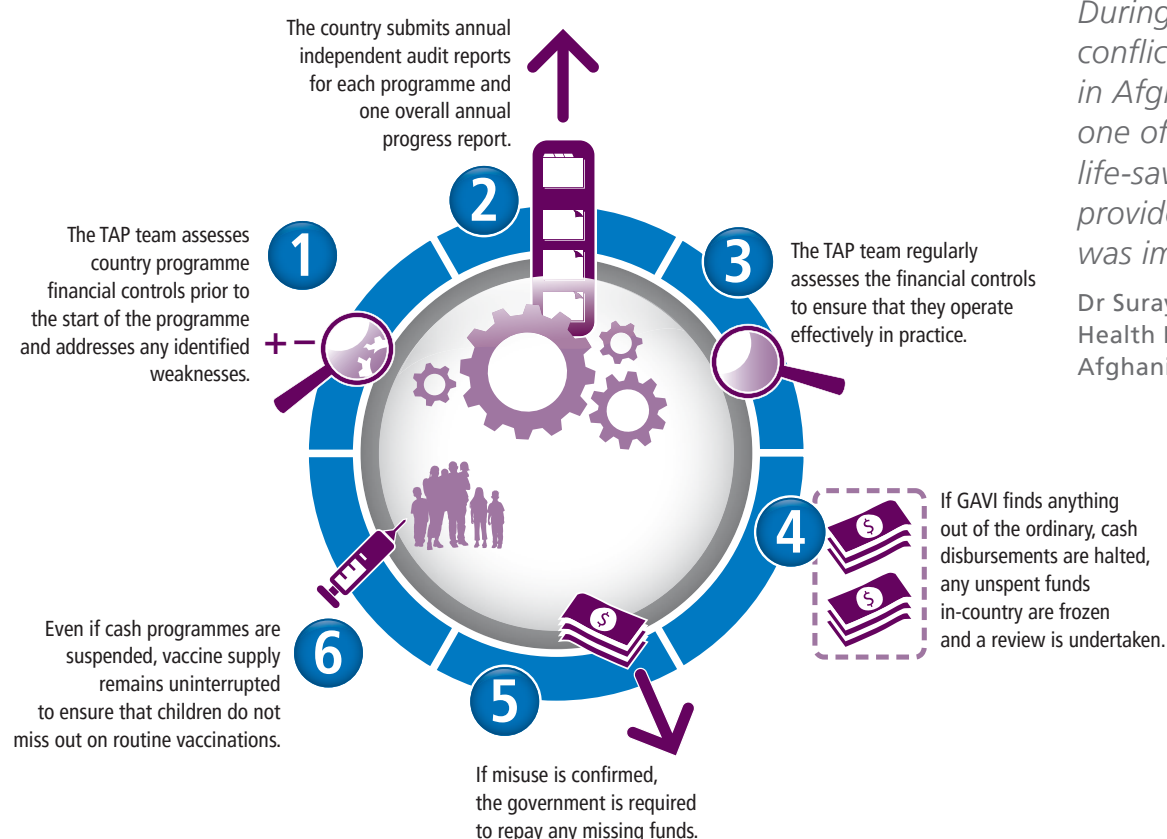 The country submits annual
independent audit reports
for each programme and
one overall annual
progress report.
2
1
The TAP team assesses
country programme
financial controls prior to
the start of the programme
and addresses any identified
weaknesses.
+−
3
The TAP team regularly
assesses the financial controls
to ensure that they operate
effectively in practice.
4
$
$
If GAVI finds anything
out of the ordinary, cash
disbursements are halted,
any unspent funds
in-country are frozen
and a review is undertaken.
5
$
If misuse is confirmed,
the government is required
to repay any missing funds.
6
Even if cash programmes are
suspended, vaccine supply
remains uninterrupted
to ensure that children do not
miss out on routine vaccinations.
During
conflic
in Afg
one of
life-sa
provide
was im
Dr Suray
Health
Afghani